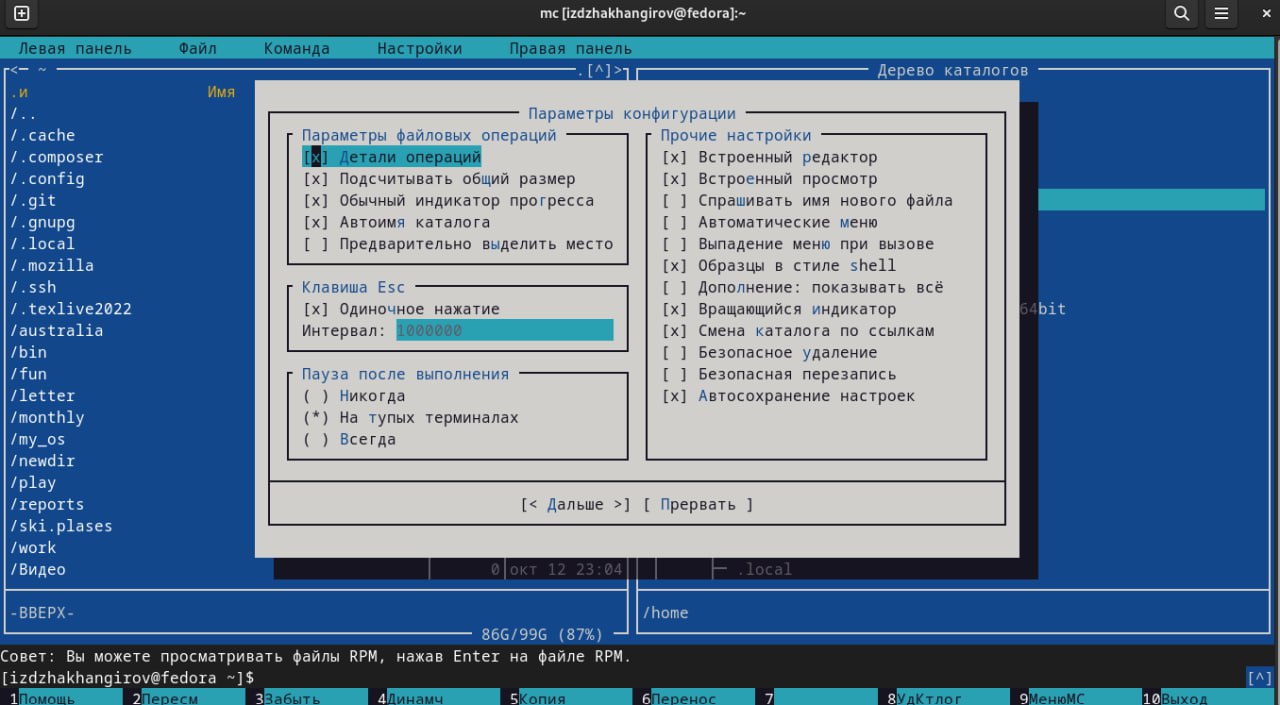 mc [izdzhakhangirov@fedora]:~
Левая панель Файл Команда Настройки Правая панель
<─ ~ .[^]> Дерево каталогов
.и Имя
/..
/.cache
/.composer
/.config
/.git
/.gnupg
/.local
/.mozilla
/.ssh
/.texlive2022
/australia
/bin
/fun
/letter
/monthly
/my_os
/newdir
/play
/reports
/ski.plases
/work
/Видео
Параметры конфигурации
Параметры файловых операций
[x] Детали операций
[x] Подсчитывать общий размер
[x] Обычный индикатор прогресса
[x] Автоимя каталога
[ ] Предварительно выделить место
Клавиша Esc
[x] Одиночное нажатие
Интервал: 1000000
Пауза после выполнения
( ) Никогда
(*) На тупых терминалах
( ) Всегда
Прочие настройки
[x] Встроенный редактор
[x] Встроенный просмотр
[ ] Спрашивать имя нового файла
[ ] Автоматические меню
[ ] Выпадение меню при вызове
[x] Образцы в стиле shell
[ ] Дополнение: показывать всё
[x] Вращающийся индикатор
[x] Смена каталога по ссылкам
[ ] Безопасное удаление
[ ] Безопасная перезапись
[x] Автосохранение настроек
[< Дальше >] [ Прервать ]
64bit
0 окт 12 23:04
.local
-ВВЕРХ-
/home
86G/99G (87%)
Совет: Вы можете просматривать файлы RPM, нажав Enter на файле RPM.
[izdzhakhangirov@fedora ~]$ [^]
1Помощь 2Пересм 3Забыть 4Динамч 5Копия 6Перенос 7 8УдКтлог 9МенюMC 10Выход